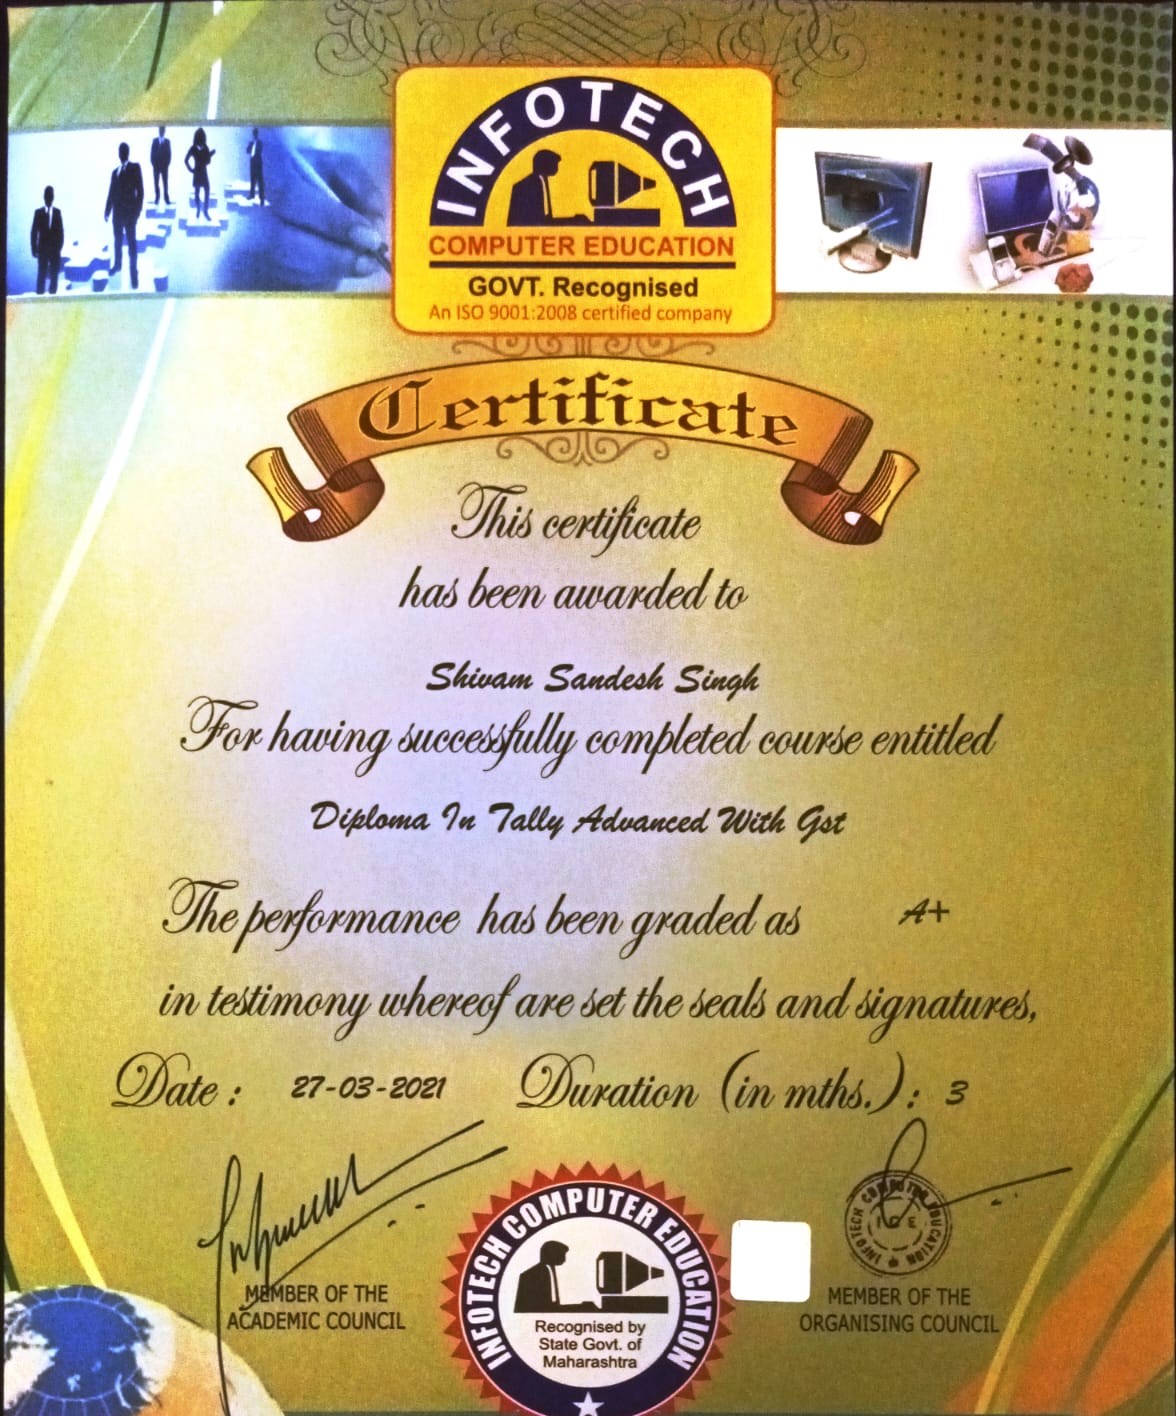 INFOTECH
COMPUTER EDUCATION
GOVT. Recognised
An ISO 9001:2008 certified company
Certificate
This certificate
has been awarded to
Shivam Sandesh Singh
For having successfully completed course entitled
Diploma In Tally Advanced With Gst
The performance has been graded as A+
in testimony whereof are set the seals and signatures,
Date : 27-03-2021 Duration (in mths.) : 3
MEMBER OF THE
ACADEMIC COUNCIL
INFOTECH COMPUTER EDUCATION
Recognised by
State Govt. of
Maharashtra
INFOTECH COMPUTER EDUCATION
I C E
MEMBER OF THE
ORGANISING COUNCIL